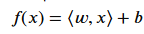 f(x) = ⟨w, x⟩ + b